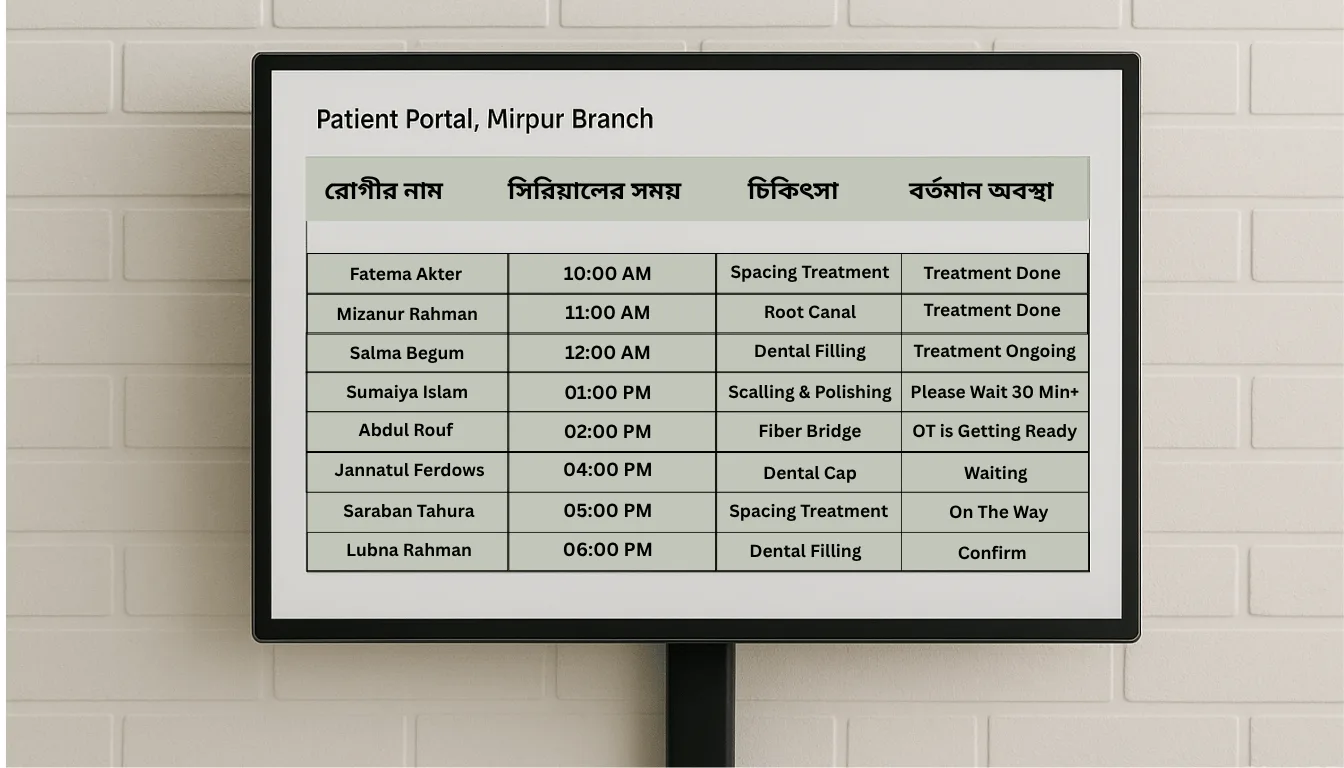 Patient Portal, Mirpur Branch
রোগীর নাম সিরিয়ালের সময় চিকিৎসা বর্তমান অবস্থা
Fatema Akter 10:00 AM Spacing Treatment Treatment Done
Mizanur Rahman 11:00 AM Root Canal Treatment Done
Salma Begum 12:00 AM Dental Filling Treatment Ongoing
Sumaiya Islam 01:00 PM Scalling & Polishing Please Wait 30 Min+
Abdul Rouf 02:00 PM Fiber Bridge OT is Getting Ready
Jannatul Ferdows 04:00 PM Dental Cap Waiting
Saraban Tahura 05:00 PM Spacing Treatment On The Way
Lubna Rahman 06:00 PM Dental Filling Confirm